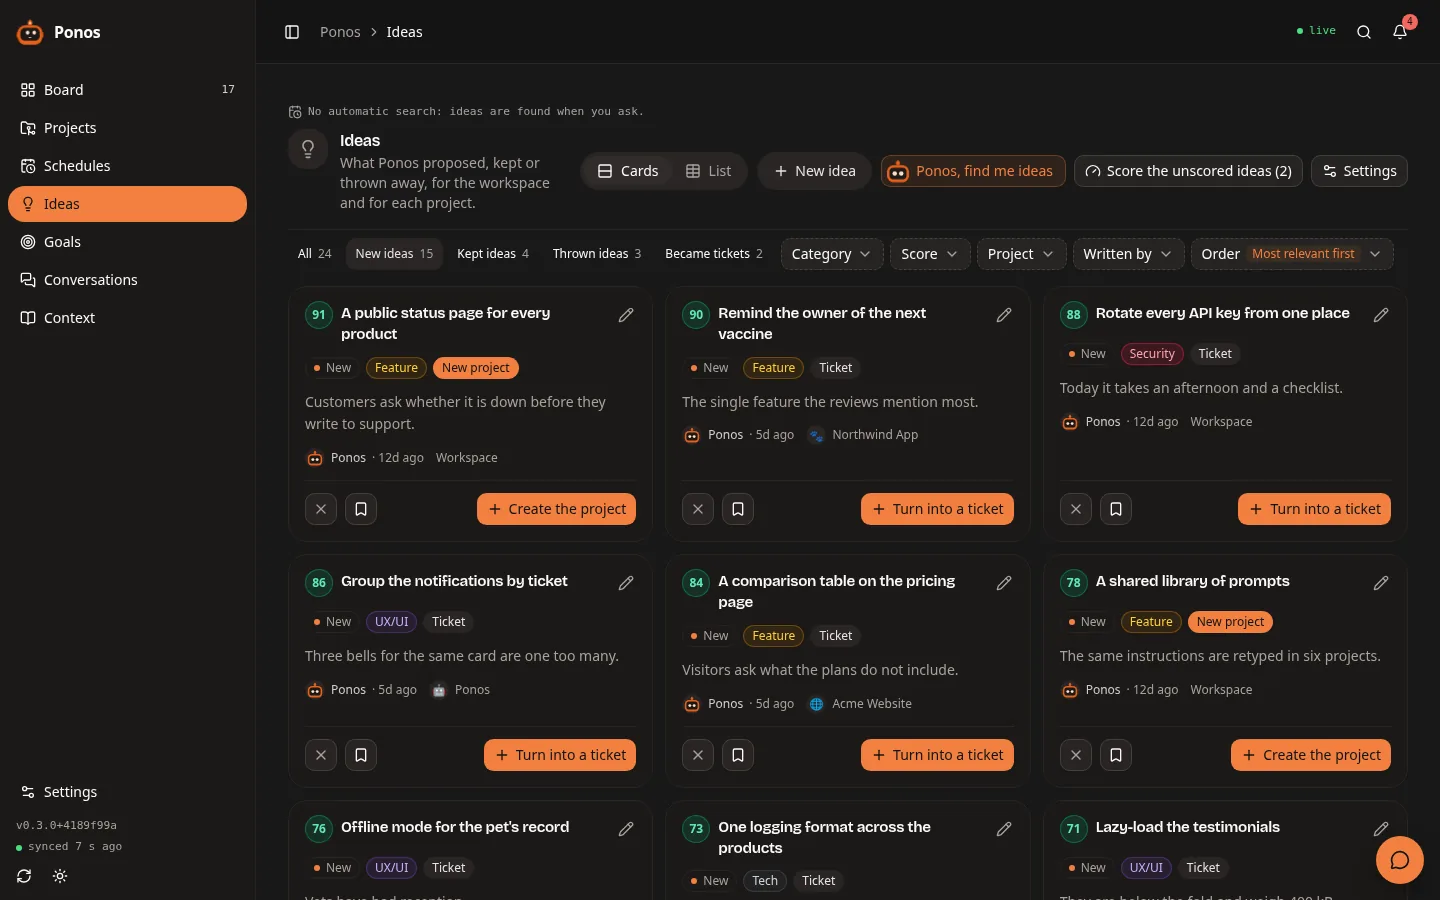 Ponos
Ponos > Ideas
live
4
Board 17
Projects
Schedules
Ideas
Goals
Conversations
Context
Settings
v0.3.0+4189f99a
synced 7 s ago
No automatic search: ideas are found when you ask.
Ideas
What Ponos proposed, kept or
thrown away, for the workspace
and for each project.
Cards List New idea Ponos, find me ideas Score the unscored ideas (2) Settings
All 24 New ideas 15 Kept ideas 4 Thrown ideas 3 Became tickets 2 Category Score Project Written by Order Most relevant first
91 A public status page for every
product
New Feature New project
Customers ask whether it is down before they
write to support.
Ponos · 12d ago Workspace
Create the project
90 Remind the owner of the next
vaccine
New Feature Ticket
The single feature the reviews mention most.
Ponos · 5d ago Northwind App
Turn into a ticket
88 Rotate every API key from one place
New Security Ticket
Today it takes an afternoon and a checklist.
Ponos · 12d ago Workspace
Turn into a ticket
86 Group the notifications by ticket
New UX/UI Ticket
Three bells for the same card are one too many.
Ponos · 5d ago Ponos
Turn into a ticket
84 A comparison table on the pricing
page
New Feature Ticket
Visitors ask what the plans do not include.
Ponos · 5d ago Acme Website
Turn into a ticket
78 A shared library of prompts
New Feature New project
The same instructions are retyped in six projects.
Ponos · 12d ago Workspace
Create the project
76 Offline mode for the pet's record
New UX/UI Ticket
73 One logging format across the
products
New Tech Ticket
71 Lazy-load the testimonials
New UX/UI Ticket